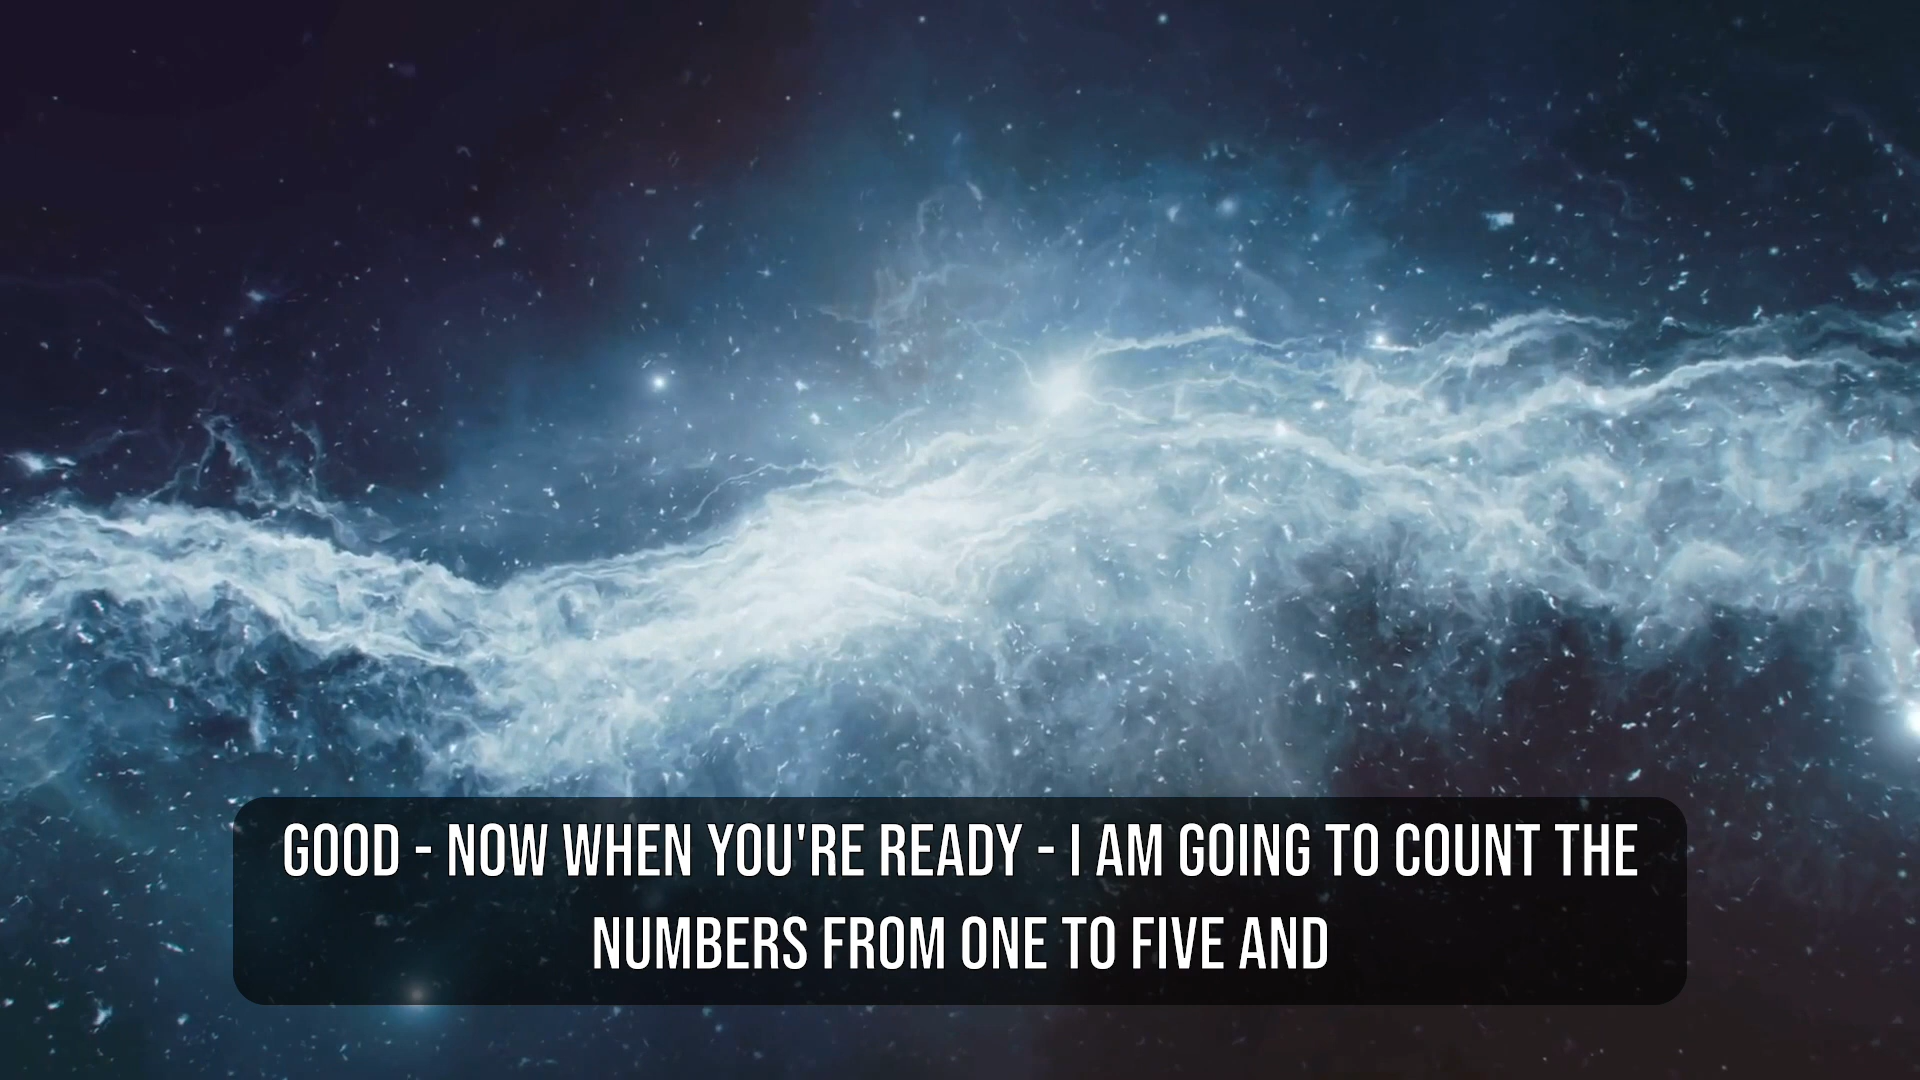 GOOD - NOW WHEN YOU'RE READY - I AM GOING TO COUNT THE
NUMBERS FROM ONE TO FIVE AND